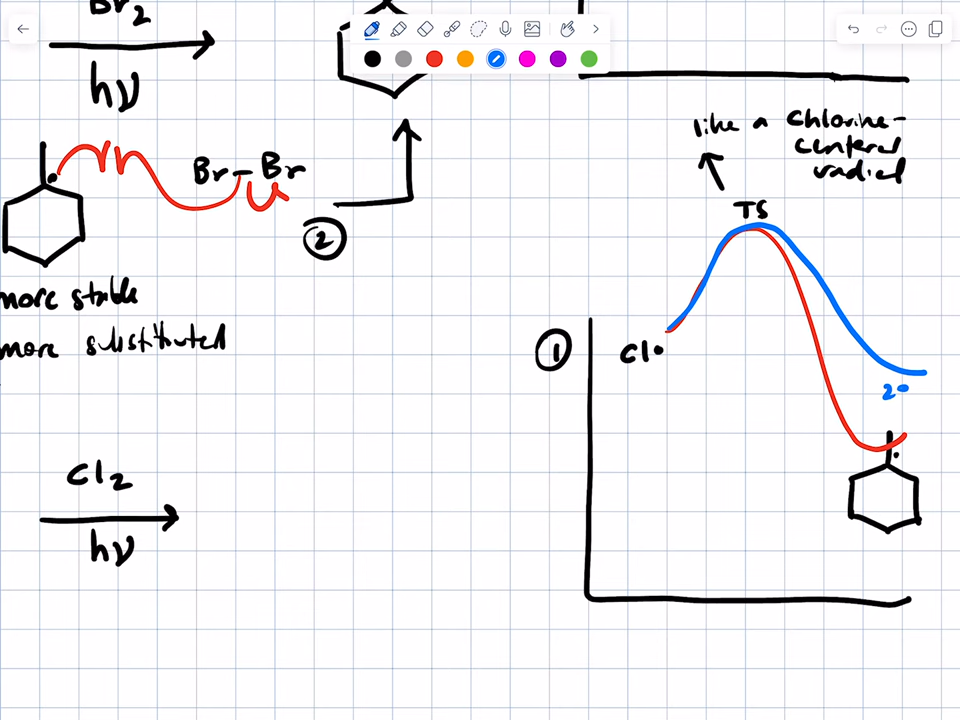 Br2
hν
Br-Br
②
more stable
more substituted
Cl2
hν
like a chlorine-
centered
radical
TS
①
Cl•
2°